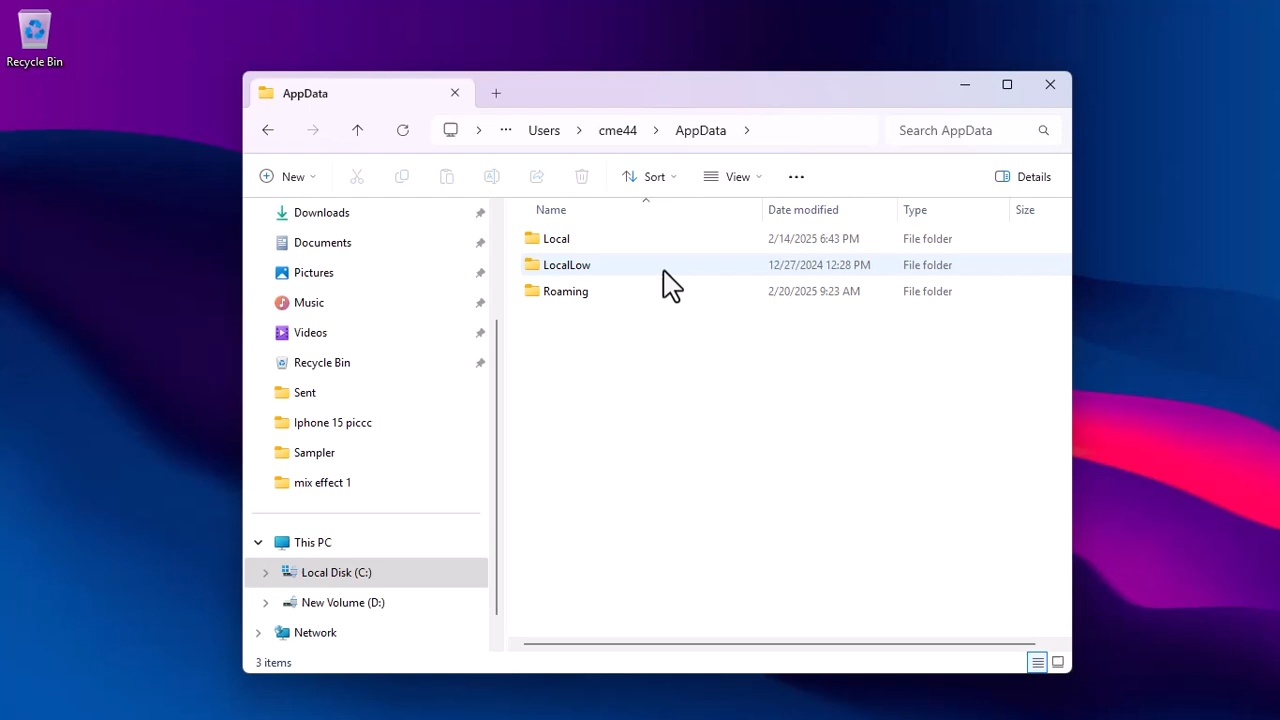 Recycle Bin
AppData
Users cme44 AppData
Search AppData
New Sort View Details
Name Date modified Type Size
Downloads
Documents
Pictures
Music
Videos
Recycle Bin
Sent
Iphone 15 piccc
Sampler
mix effect 1
This PC
Local Disk (C:)
New Volume (D:)
Network
Local 2/14/2025 6:43 PM File folder
LocalLow 12/27/2024 12:28 PM File folder
Roaming 2/20/2025 9:23 AM File folder
3 items